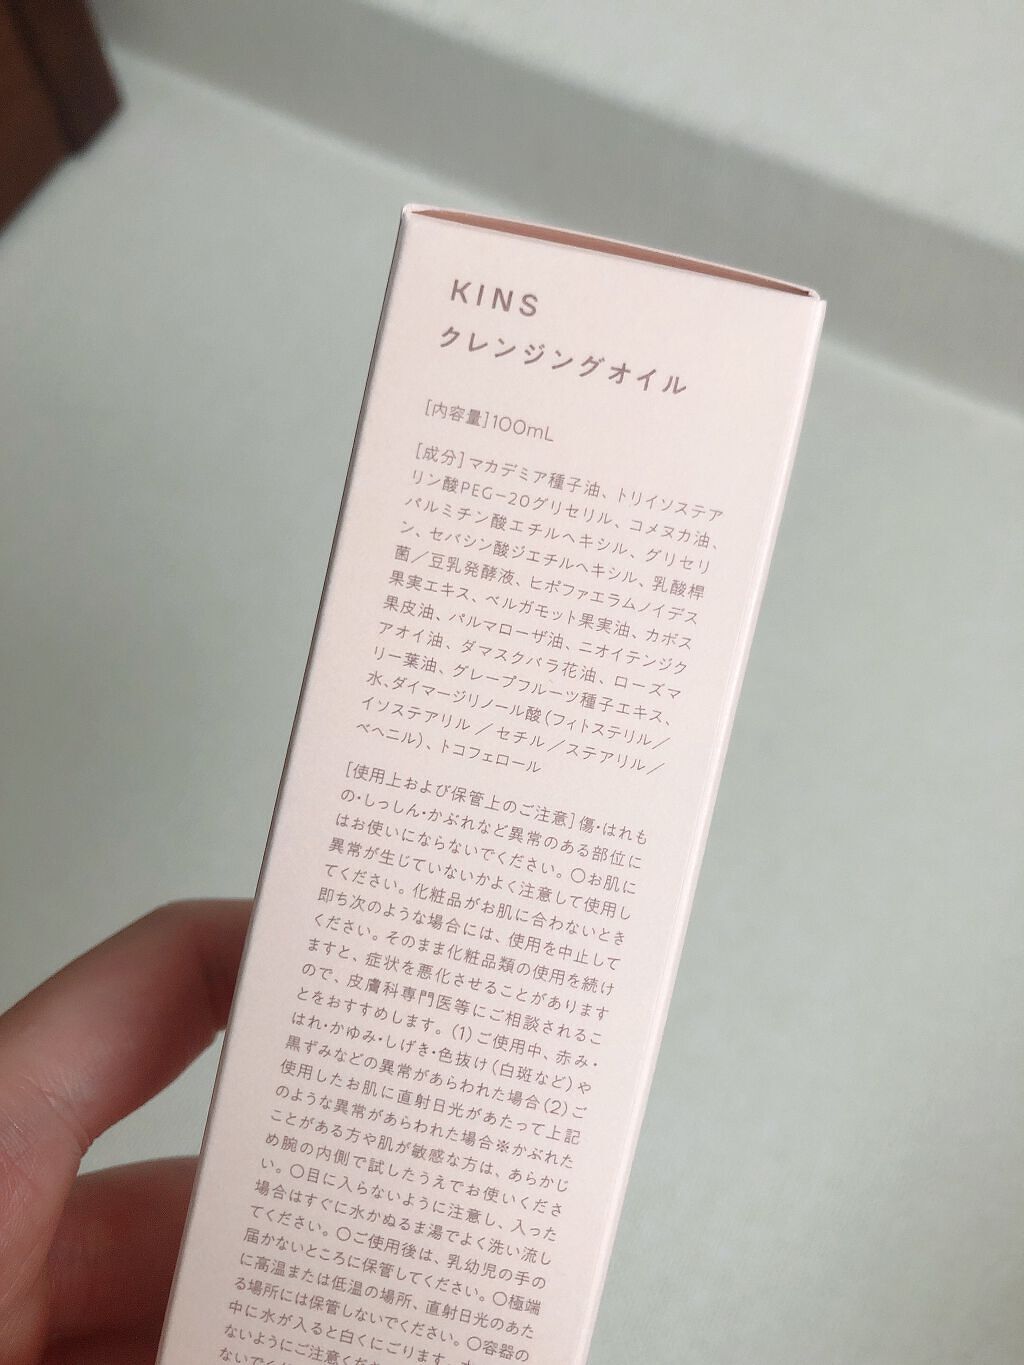 KINS
クレンジングオイル
[内容量]100mL
[成分]マカデミア種子油、トリイソステア
リン酸PEG-20グリセリル、コメヌカ油、
パルミチン酸エチルヘキシル、グリセリ
ン、セバシン酸ジエチルヘキシル、乳酸桿
菌／豆乳発酵液、ヒポファエラムノイデス
果実エキス、ベルガモット果実油、カボス
果皮油、パルマローザ油、ニオイテンジク
アオイ油、ダマスクバラ花油、ローズマ
リー葉油、グレープフルーツ種子エキス、
水、ダイマージリノール酸(フィトステリル／
イソステアリル／セチル／ステアリル／
ベヘニル)、トコフェロール
[使用上および保管上のご注意]傷・はれも
の・しっしん・かぶれなど異常のある部位に
はお使いにならないでください。○お肌に
異常が生じていないかよく注意して使用し
てください。化粧品がお肌に合わないとき
即ち次のような場合には、使用を中止して
ください。そのまま化粧品類の使用を続け
ますと、症状を悪化させることがあります
ので、皮膚科専門医等にご相談されるこ
とをおすすめします。(1)ご使用中、赤み・
はれ・かゆみ・しげき・色抜け(白斑など)や
黒ずみなどの異常があらわれた場合(2)ご
使用したお肌に直射日光があたって上記
のような異常があらわれた場合※かぶれた
ことがある方や肌が敏感な方は、あらかじ
め腕の内側で試したうえでお使いくださ
い。○目に入らないように注意し、入った
場合はすぐに水かぬるま湯でよく洗い流し
てください。○ご使用後は、乳幼児の手の
届かないところに保管してください。○極端
に高温または低温の場所、直射日光のあた
る場所には保管しないでください。○容器の
中に水が入ると白くにごります。
ないようにご注意くだ
ないでく